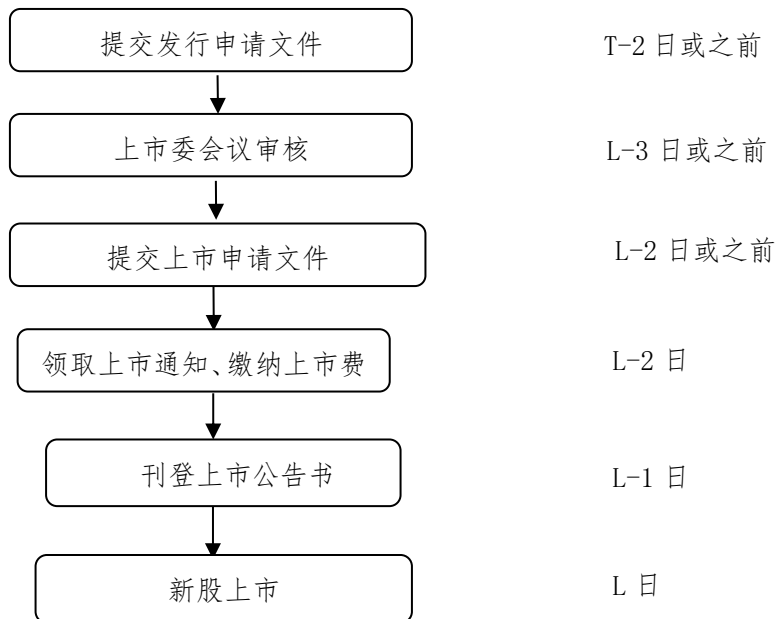 提交发行申请文件 T-2 日或之前
上市委会议审核 L-3 日或之前
提交上市申请文件 L-2 日或之前
领取上市通知、缴纳上市费 L-2 日
刊登上市公告书 L-1 日
新股上市 L 日